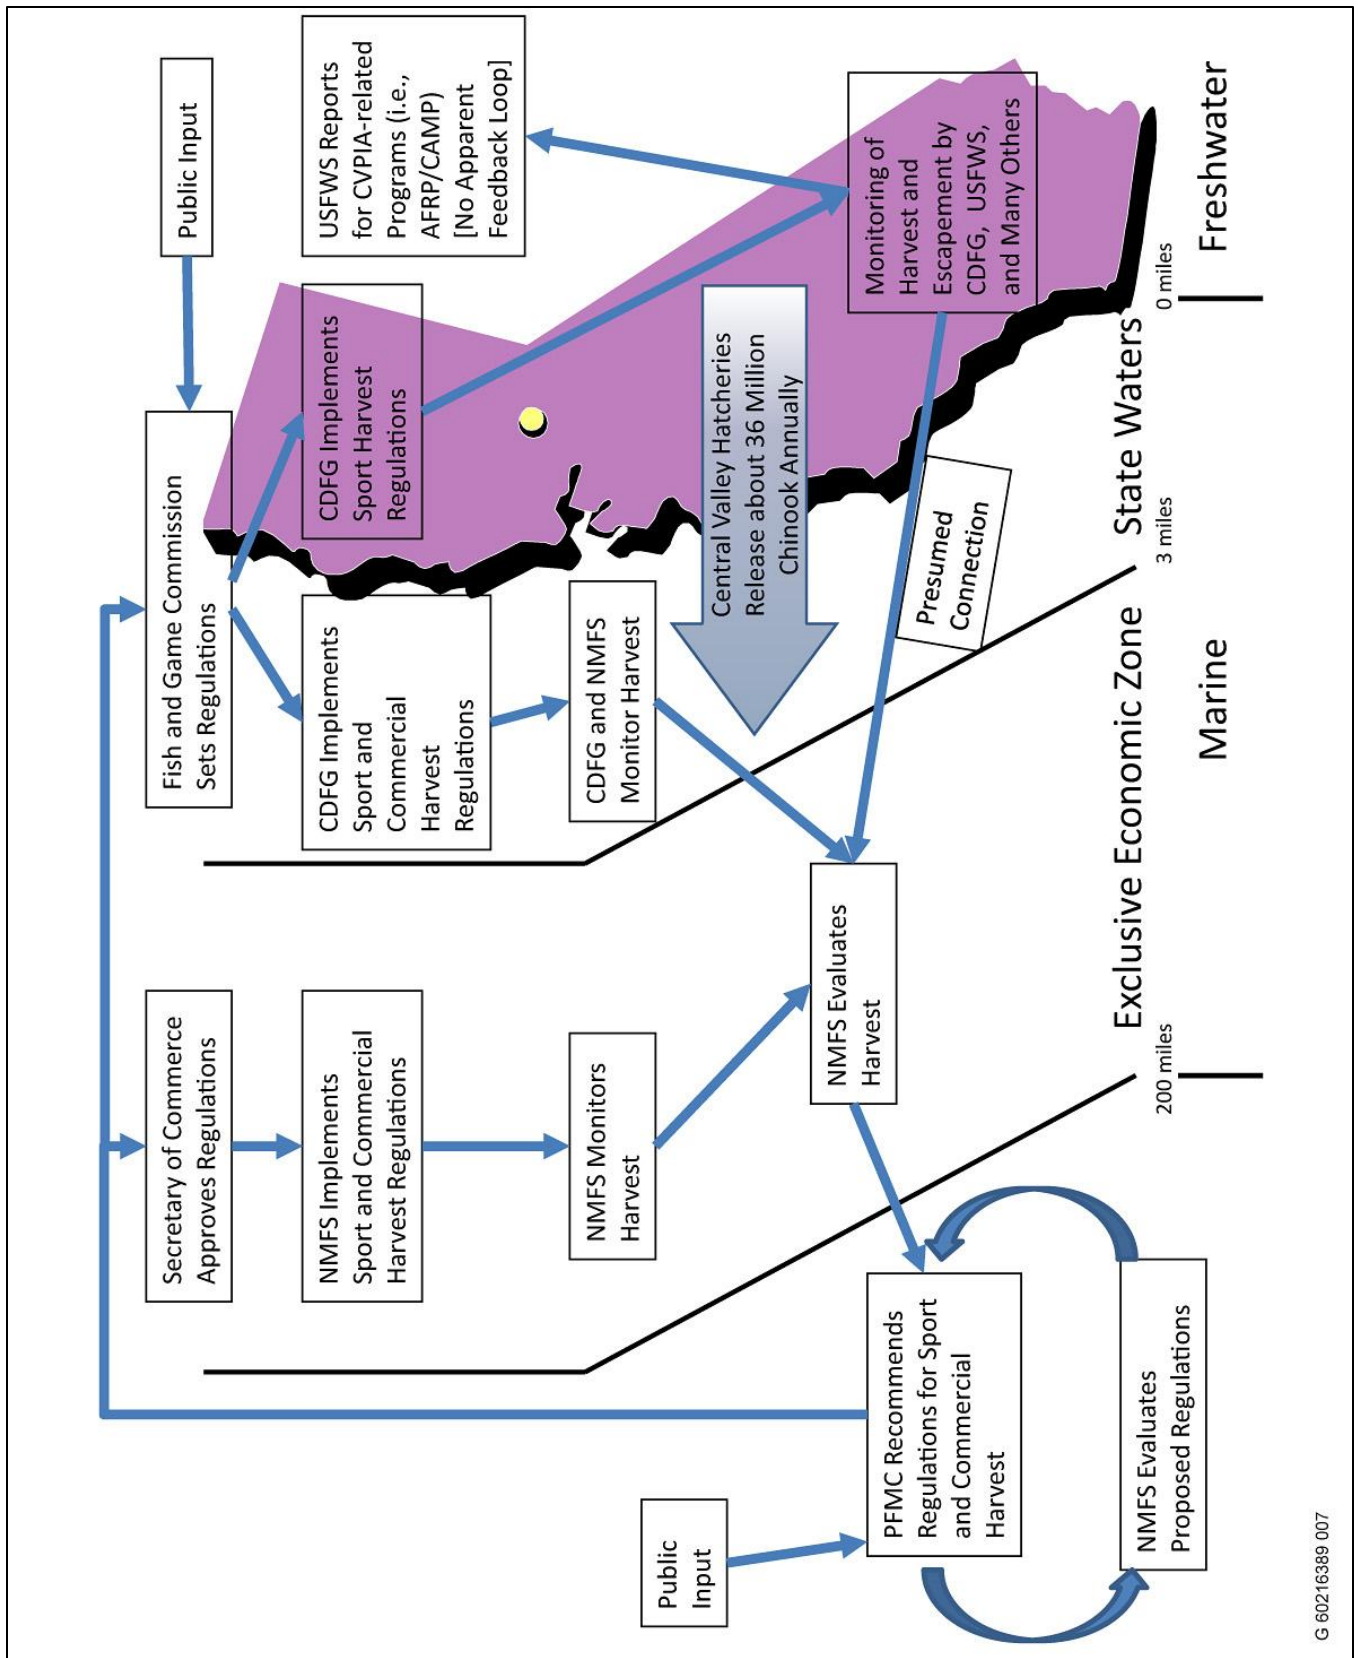 Public
Input
PFMC Recommends
Regulations for Sport
and Commercial
Harvest
NMFS Evaluates
Proposed Regulations
Secretary of Commerce
Approves Regulations
NMFS Implements
Sport and Commercial
Harvest Regulations
NMFS Monitors
Harvest
NMFS Evaluates
Harvest
Fish and Game Commission
Sets Regulations
CDFG Implements
Sport and
Commercial
Harvest
Regulations
CDFG and NMFS
Monitor Harvest
Public Input
CDFG Implements
Sport Harvest
Regulations
USFWS Reports
for CVPIA-related
Programs (i.e.,
AFRP/CAMP)
[No Apparent
Feedback Loop]
Central Valley Hatcheries
Release about 36 Million
Chinook Annually
Monitoring of
Harvest and
Escapement by
CDFG, USFWS,
and Many Others
Presumed
Connection
Exclusive Economic Zone
State Waters
200 miles
3 miles
0 miles
Marine
Freshwater
G 60216389 007